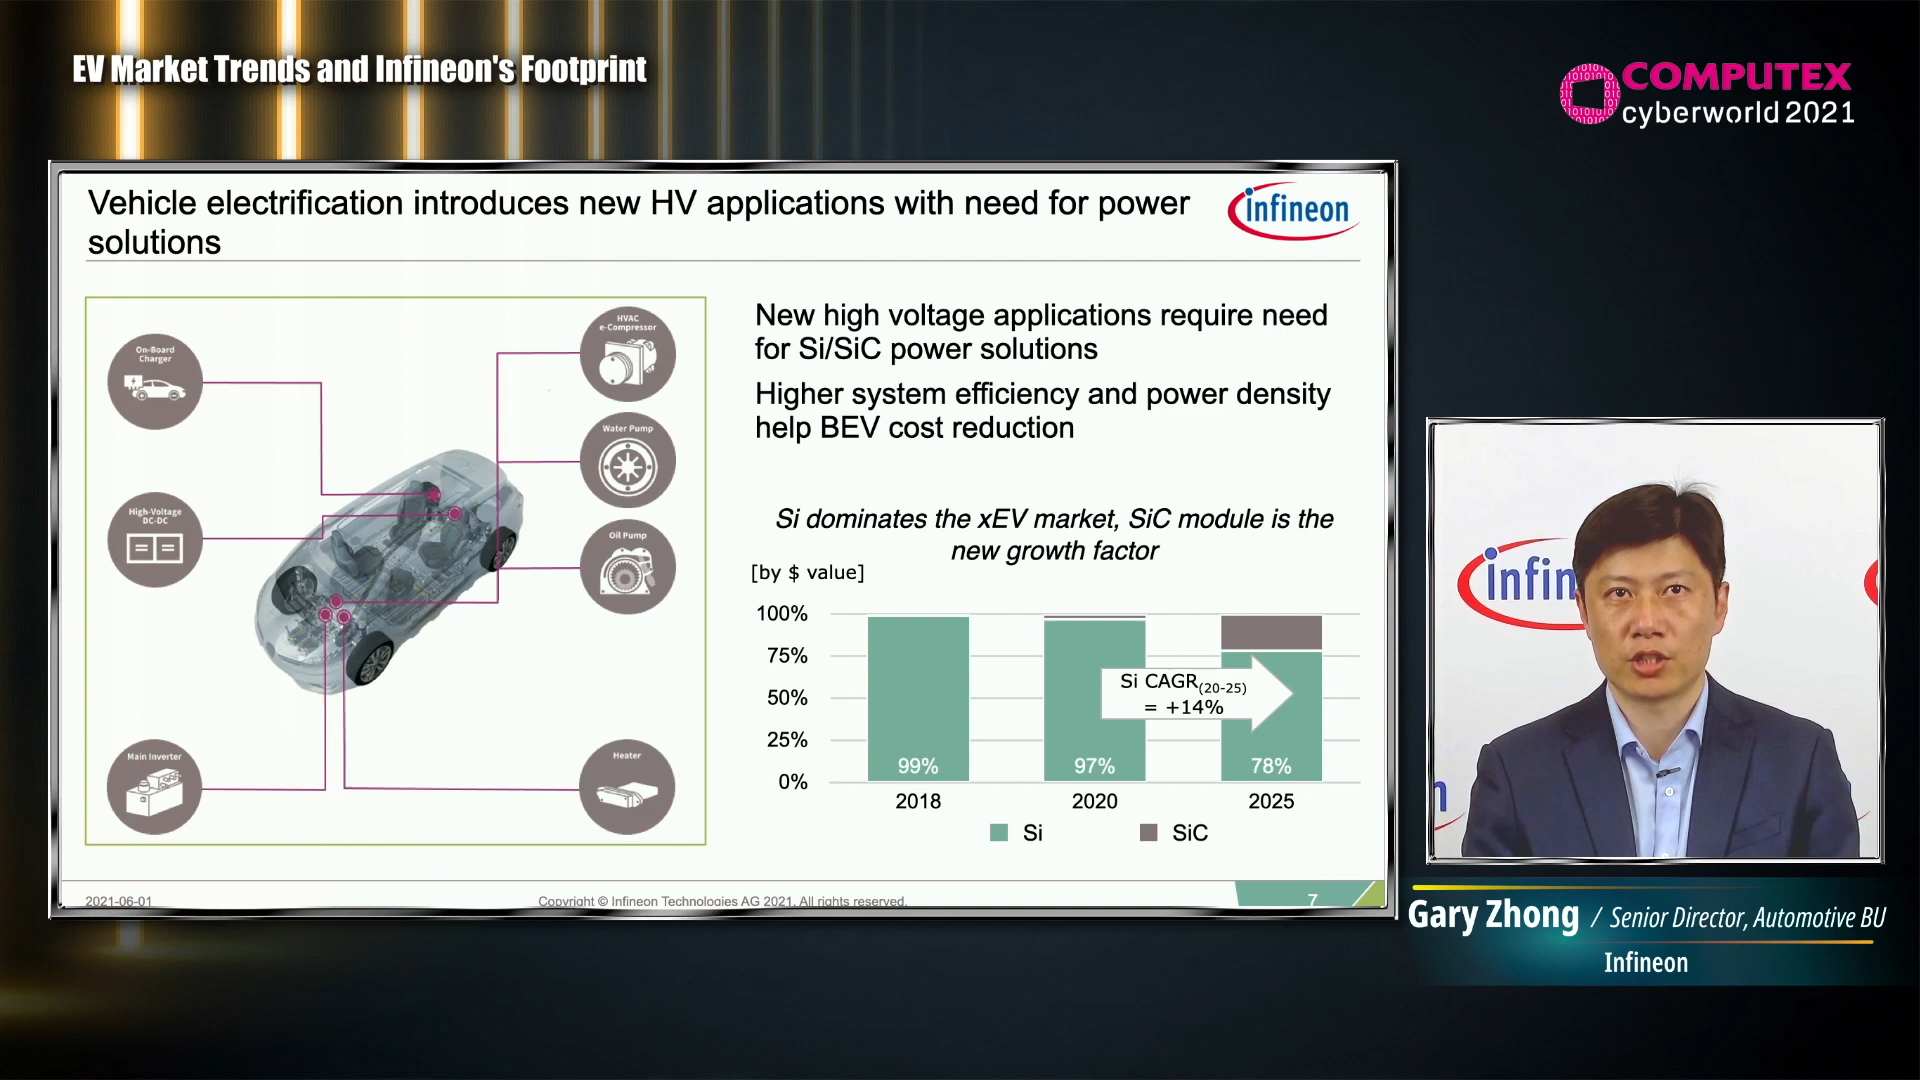 EV Market Trends and Infineon's Footprint
COMPUTEX
cyberworld 2021
Vehicle electrification introduces new HV applications with need for power
solutions
infineon
On-Board
Charger
High-Voltage
DC-DC
Main Inverter
HVAC
e-Compressor
Water Pump
Oil Pump
Heater
New high voltage applications require need
for Si/SiC power solutions
Higher system efficiency and power density
help BEV cost reduction
Si dominates the xEV market, SiC module is the
new growth factor
[by $ value]
100%
75%
50%
25%
0%
99%
97%
78%
Si CAGR(20-25)
= +14%
2018
2020
2025
Si
SiC
2021-06-01
Copyright © Infineon Technologies AG 2021. All rights reserved.
7
infin
n
Gary Zhong / Senior Director, Automotive BU
Infineon